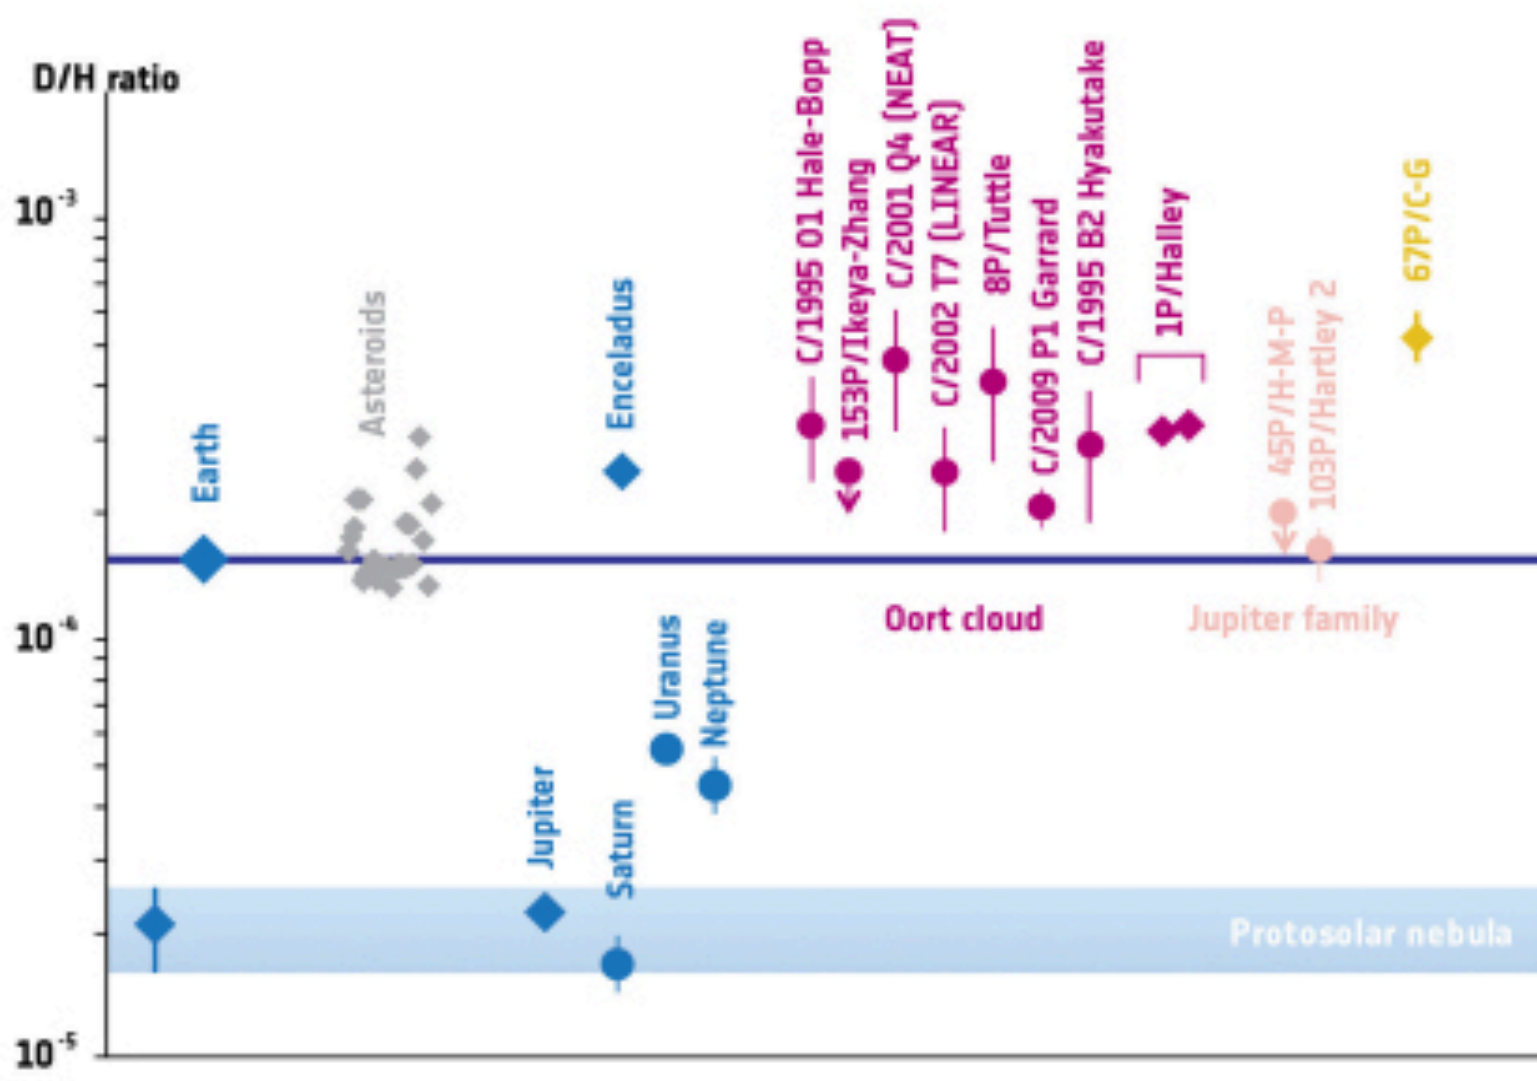 D/H ratio
10⁻³
10⁻⁴
10⁻⁵
Earth
Asteroids
Enceladus
Jupiter
Saturn
Uranus
Neptune
C/1995 O1 Hale-Bopp
153P/Ikeya-Zhang
C/2001 Q4 (NEAT)
C/2002 T7 (LINEAR)
8P/Tuttle
C/2009 P1 Garrard
C/1995 B2 Hyakutake
1P/Halley
45P/H-M-P
103P/Hartley 2
67P/C-G
Oort cloud
Jupiter family
Protosolar nebula